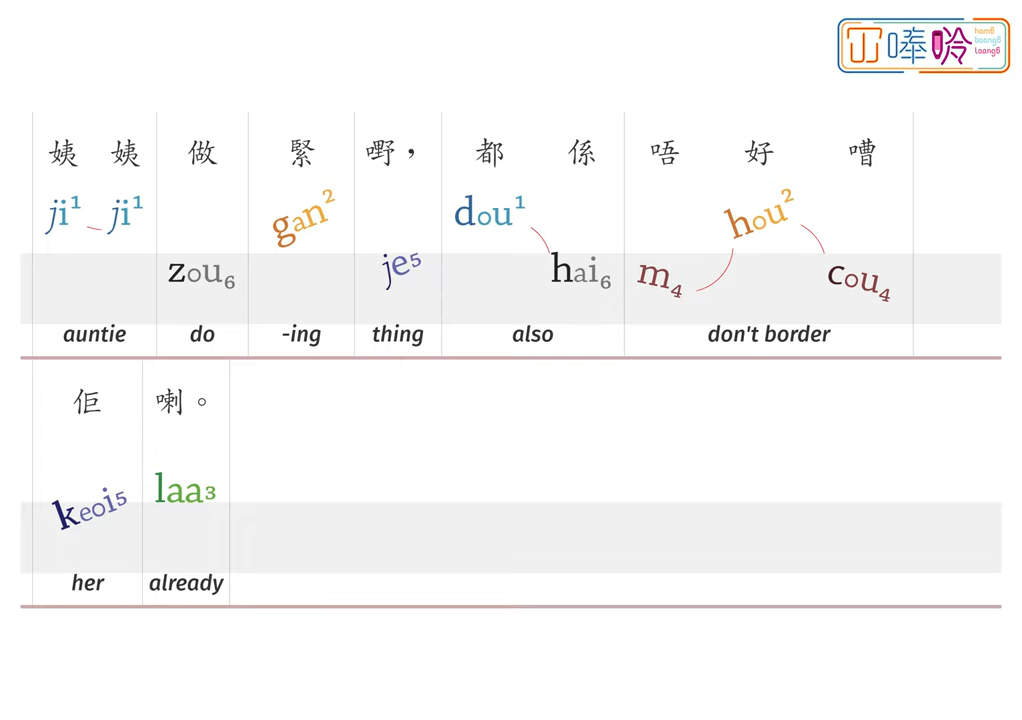 冚唪唥 ham6 baang6 laang6
姨姨 做 緊 嘢， 都係 唔好嘈
ji¹ ji¹ zou₆ gan² je₅ dou¹ hai₆ m₄ hou² cou₄
auntie do -ing thing also don't border
佢 喇。
keoi₅ laa₃
her already